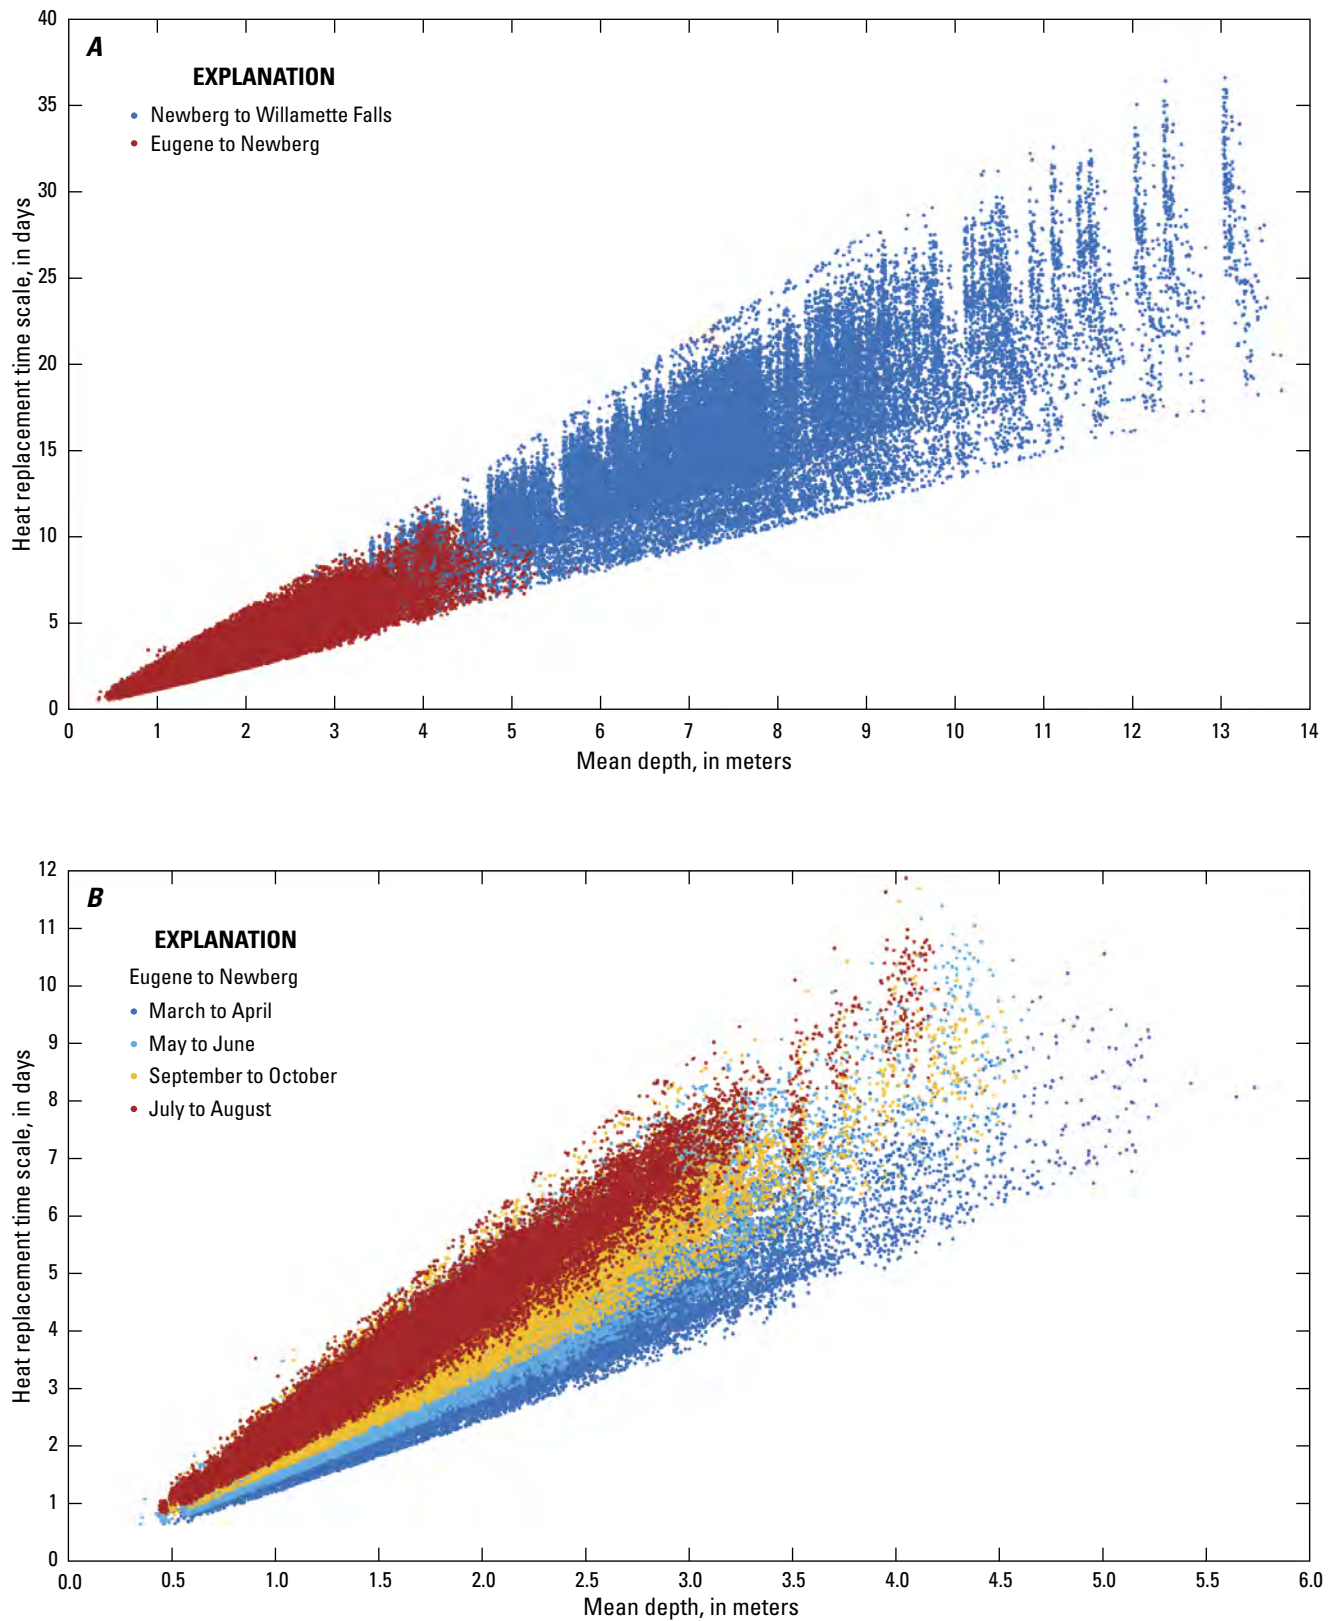 A
EXPLANATION
Newberg to Willamette Falls
Eugene to Newberg
Heat replacement time scale, in days
40
35
30
25
20
15
10
5
0
0 1 2 3 4 5 6 7 8 9 10 11 12 13 14
Mean depth, in meters
B
EXPLANATION
Eugene to Newberg
March to April
May to June
September to October
July to August
Heat replacement time scale, in days
12
11
10
9
8
7
6
5
4
3
2
1
0
0.0 0.5 1.0 1.5 2.0 2.5 3.0 3.5 4.0 4.5 5.0 5.5 6.0
Mean depth, in meters